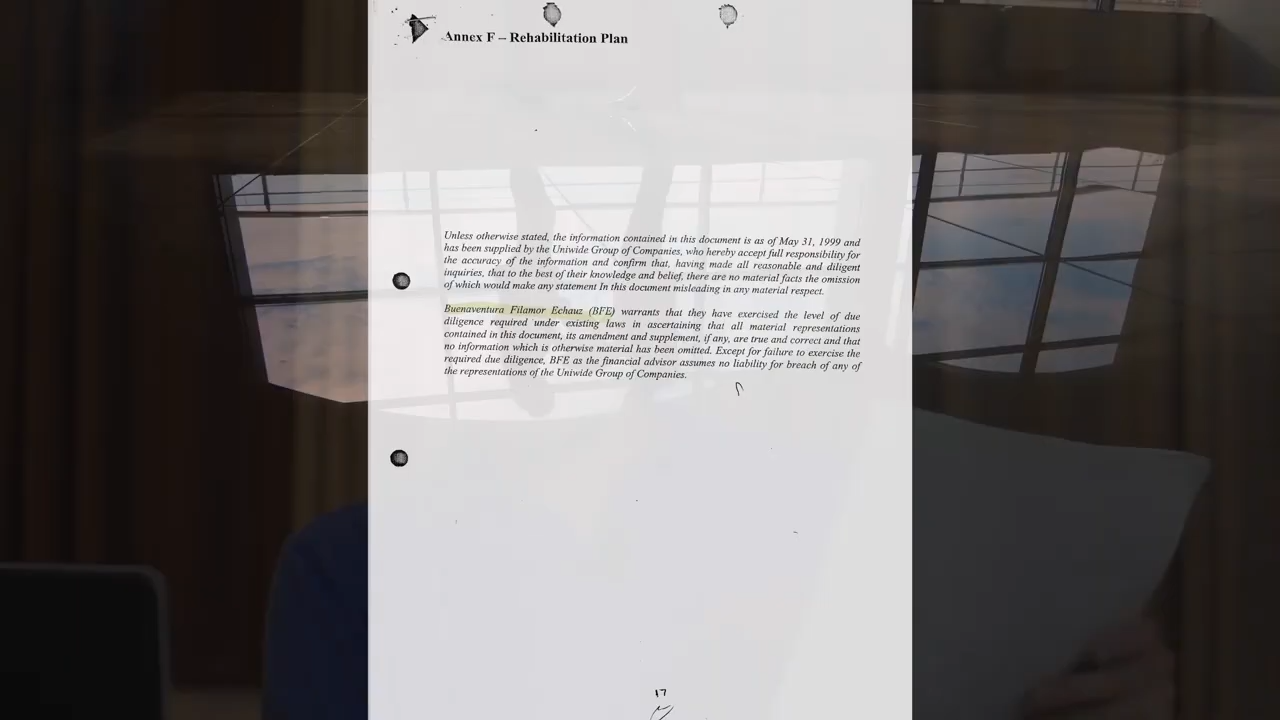 Annex F – Rehabilitation Plan
Unless otherwise stated, the information contained in this document is as of May 31, 1999 and
has been supplied by the Uniwide Group of Companies, who hereby accept full responsibility for
the accuracy of the information and confirm that, having made all reasonable and diligent
inquiries, that to the best of their knowledge and belief, there are no material facts the omission
of which would make any statement In this document misleading in any material respect.
Buenaventura Filamor Echauz (BFE) warrants that they have exercised the level of due
diligence required under existing laws in ascertaining that all material representations
contained in this document, its amendment and supplement, if any, are true and correct and that
no information which is otherwise material has been omitted. Except for failure to exercise the
required due diligence, BFE as the financial advisor assumes no liability for breach of any of
the representations of the Uniwide Group of Companies.
17